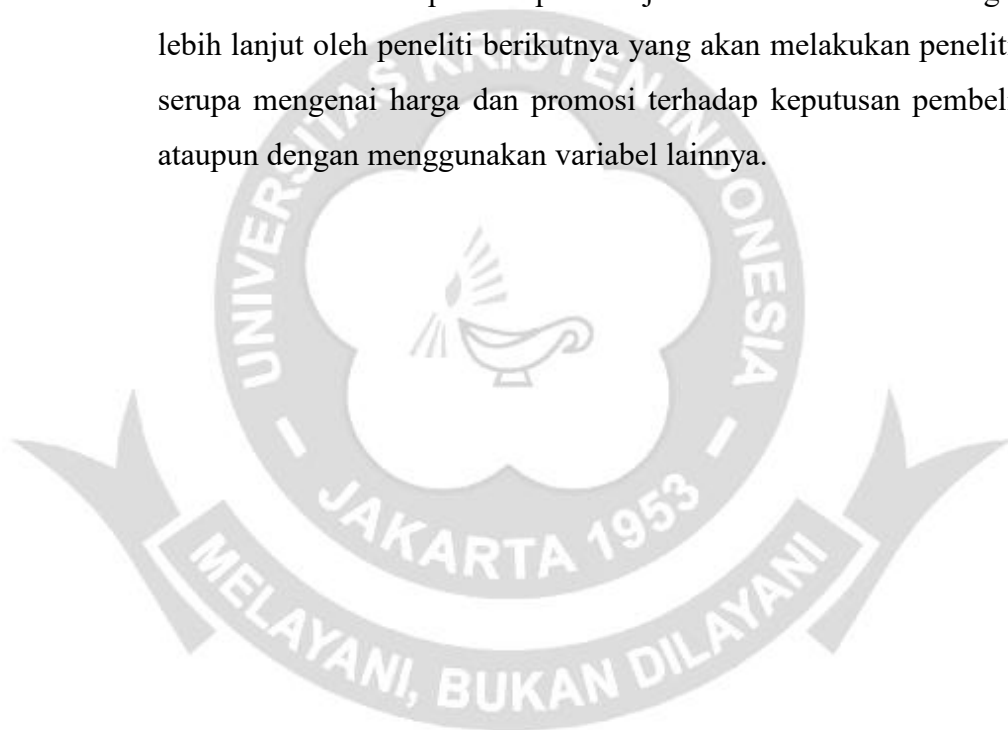 lebih lanjut oleh peneliti berikutnya yang akan melakukan penelit
serupa mengenai harga dan promosi terhadap keputusan pembel
ataupun dengan menggunakan variabel lainnya.
UNIVERSITAS KRISTEN INDONESIA
JAKARTA 1953
MELAYANI, BUKAN DILAYANI